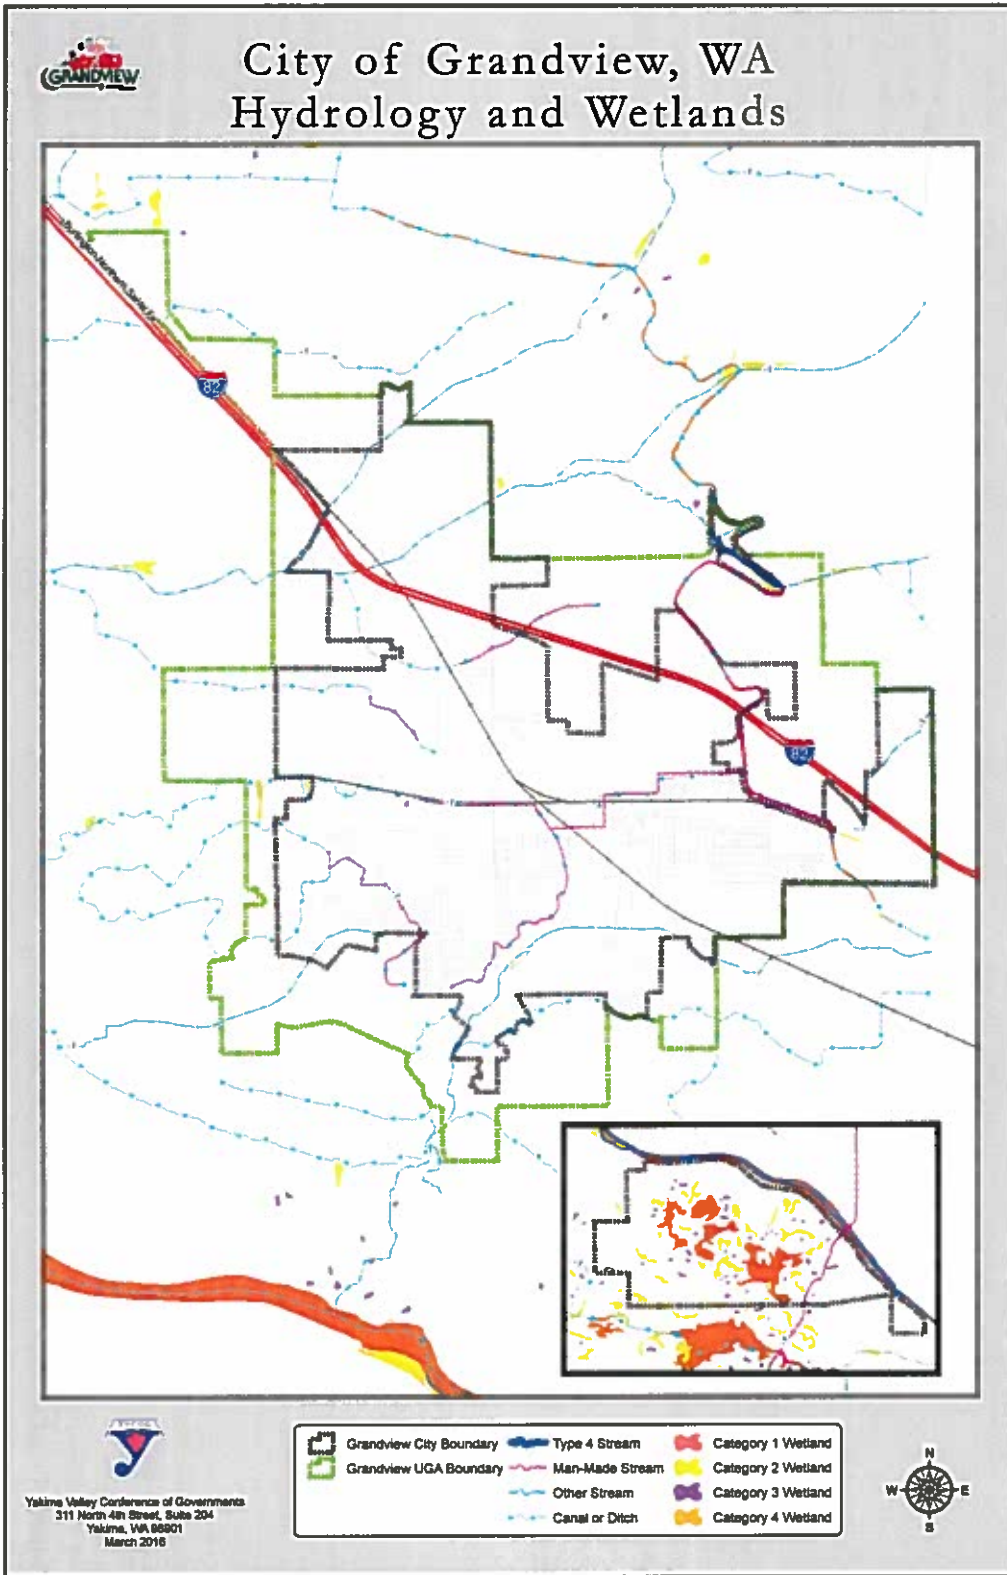 GRANDVIEW
City of Grandview, WA
Hydrology and Wetlands
82
82
Grandview City Boundary
Grandview UGA Boundary
Type 4 Stream
Man-Made Stream
Other Stream
Canal or Ditch
Category 1 Wetland
Category 2 Wetland
Category 3 Wetland
Category 4 Wetland
Yakima Valley Conference of Governments
311 North 4th Street, Suite 204
Yakima, WA 98901
March 2016
N
W
E
S